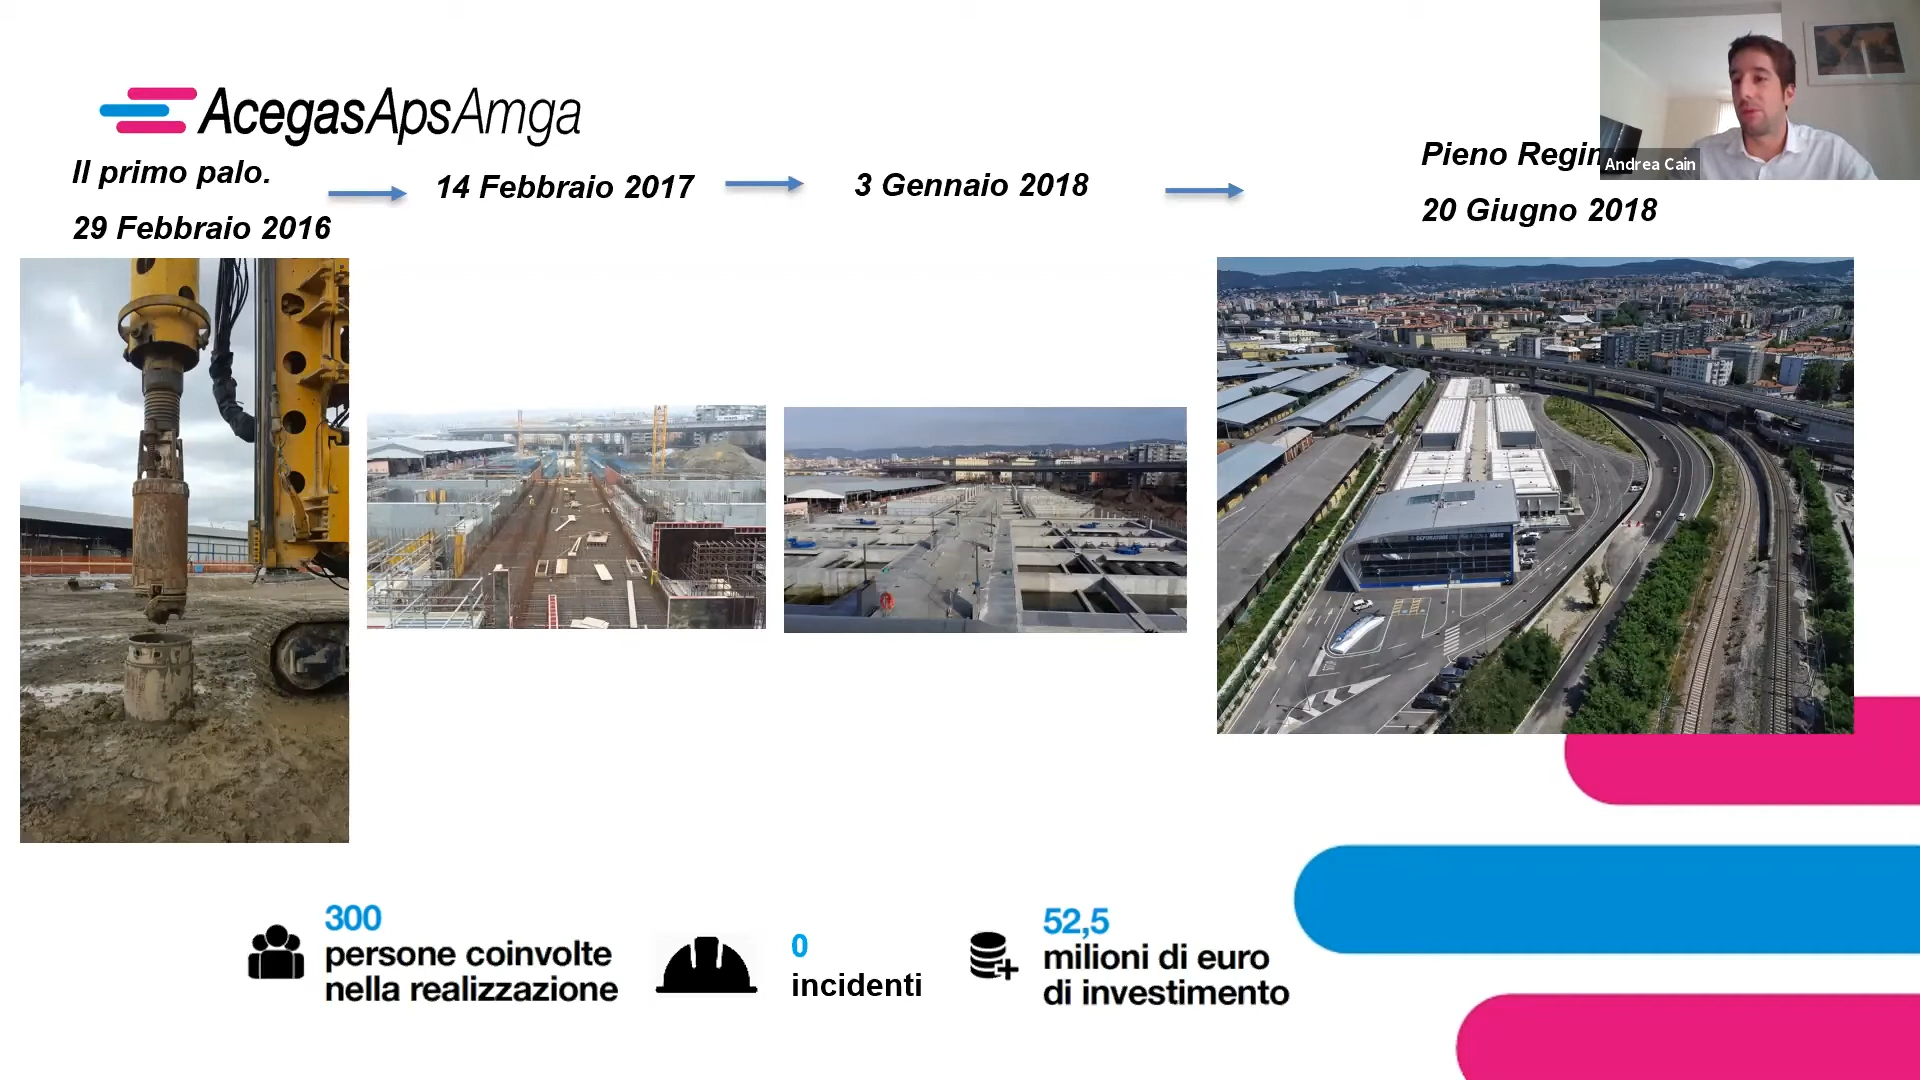 AcegasApsAmga
Il primo palo.
29 Febbraio 2016
14 Febbraio 2017
3 Gennaio 2018
Pieno Regim
20 Giugno 2018
Andrea Cain
300
persone coinvolte
nella realizzazione
0
incidenti
52,5
milioni di euro
di investimento